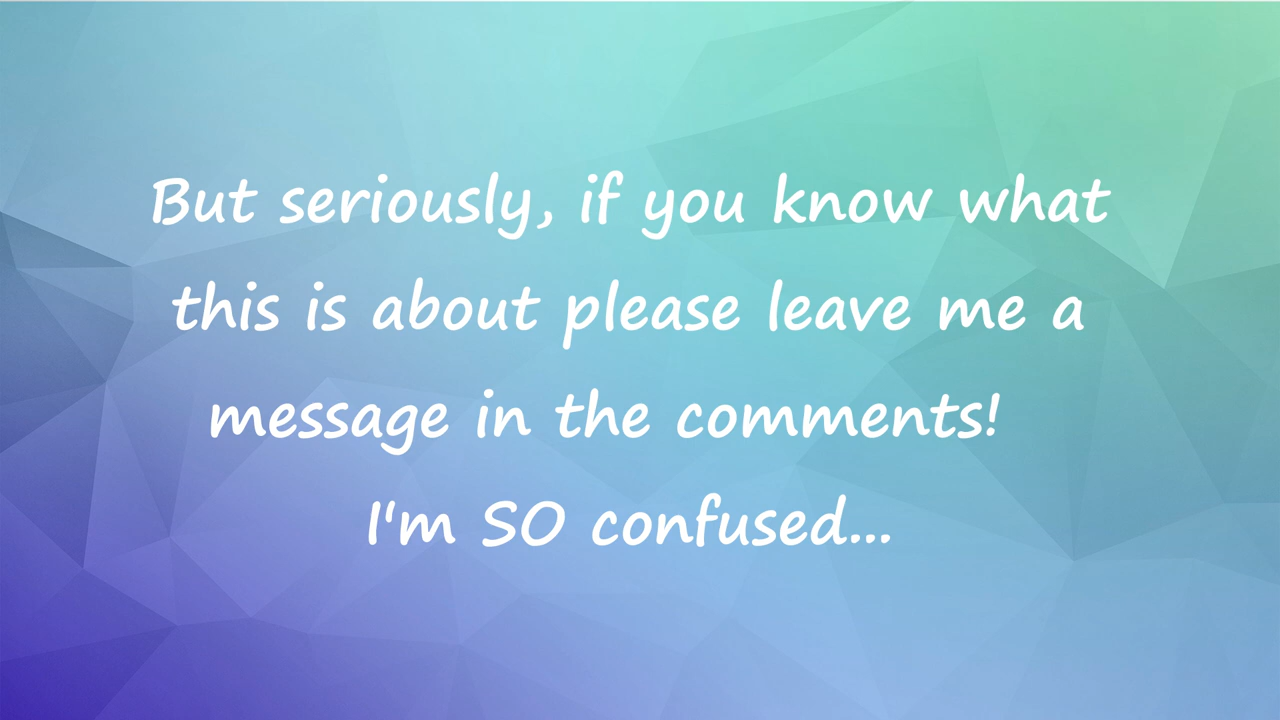 But seriously, if you know what
this is about please leave me a
message in the comments!
I'm SO confused...